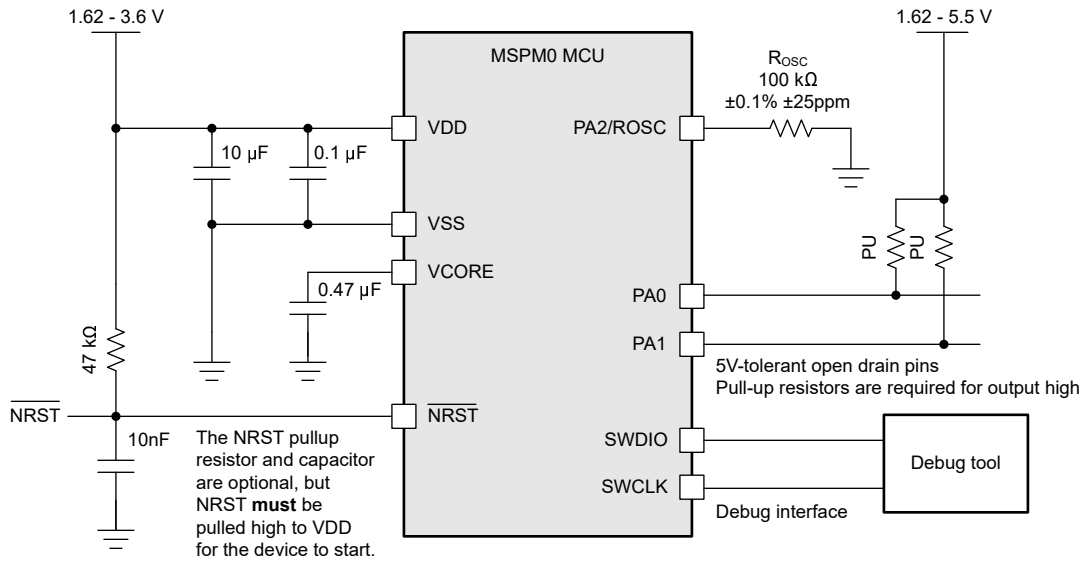 1.62 - 3.6 V
1.62 - 5.5 V
MSPM0 MCU
ROSC
100 kΩ
±0.1% ±25ppm
VDD
PA2/ROSC
10 µF
0.1 µF
VSS
VCORE
0.47 µF
PU
PU
PA0
PA1
47 kΩ
5V-tolerant open drain pins
Pull-up resistors are required for output high
NRST
NRST
10nF
The NRST pullup
resistor and capacitor
are optional, but
NRST must be
pulled high to VDD
for the device to start.
SWDIO
SWCLK
Debug tool
Debug interface